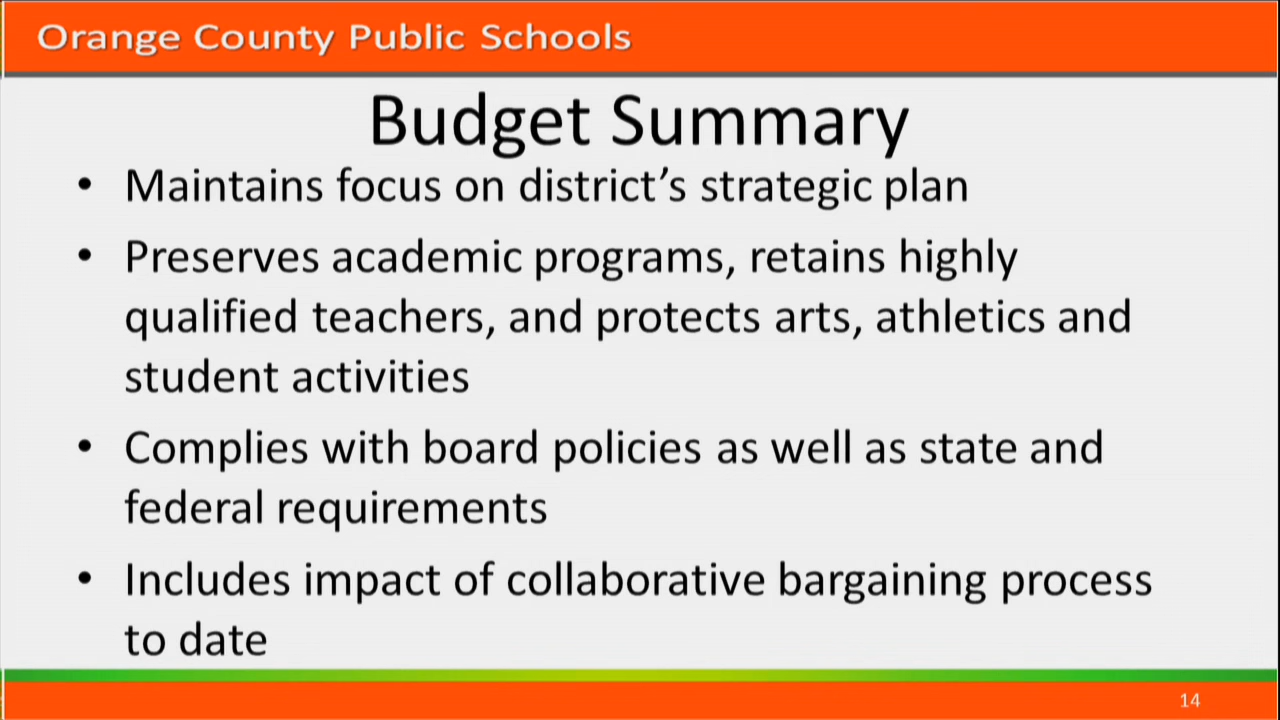 Orange County Public Schools
Budget Summary
• Maintains focus on district’s strategic plan
• Preserves academic programs, retains highly
qualified teachers, and protects arts, athletics and
student activities
• Complies with board policies as well as state and
federal requirements
• Includes impact of collaborative bargaining process
to date
14